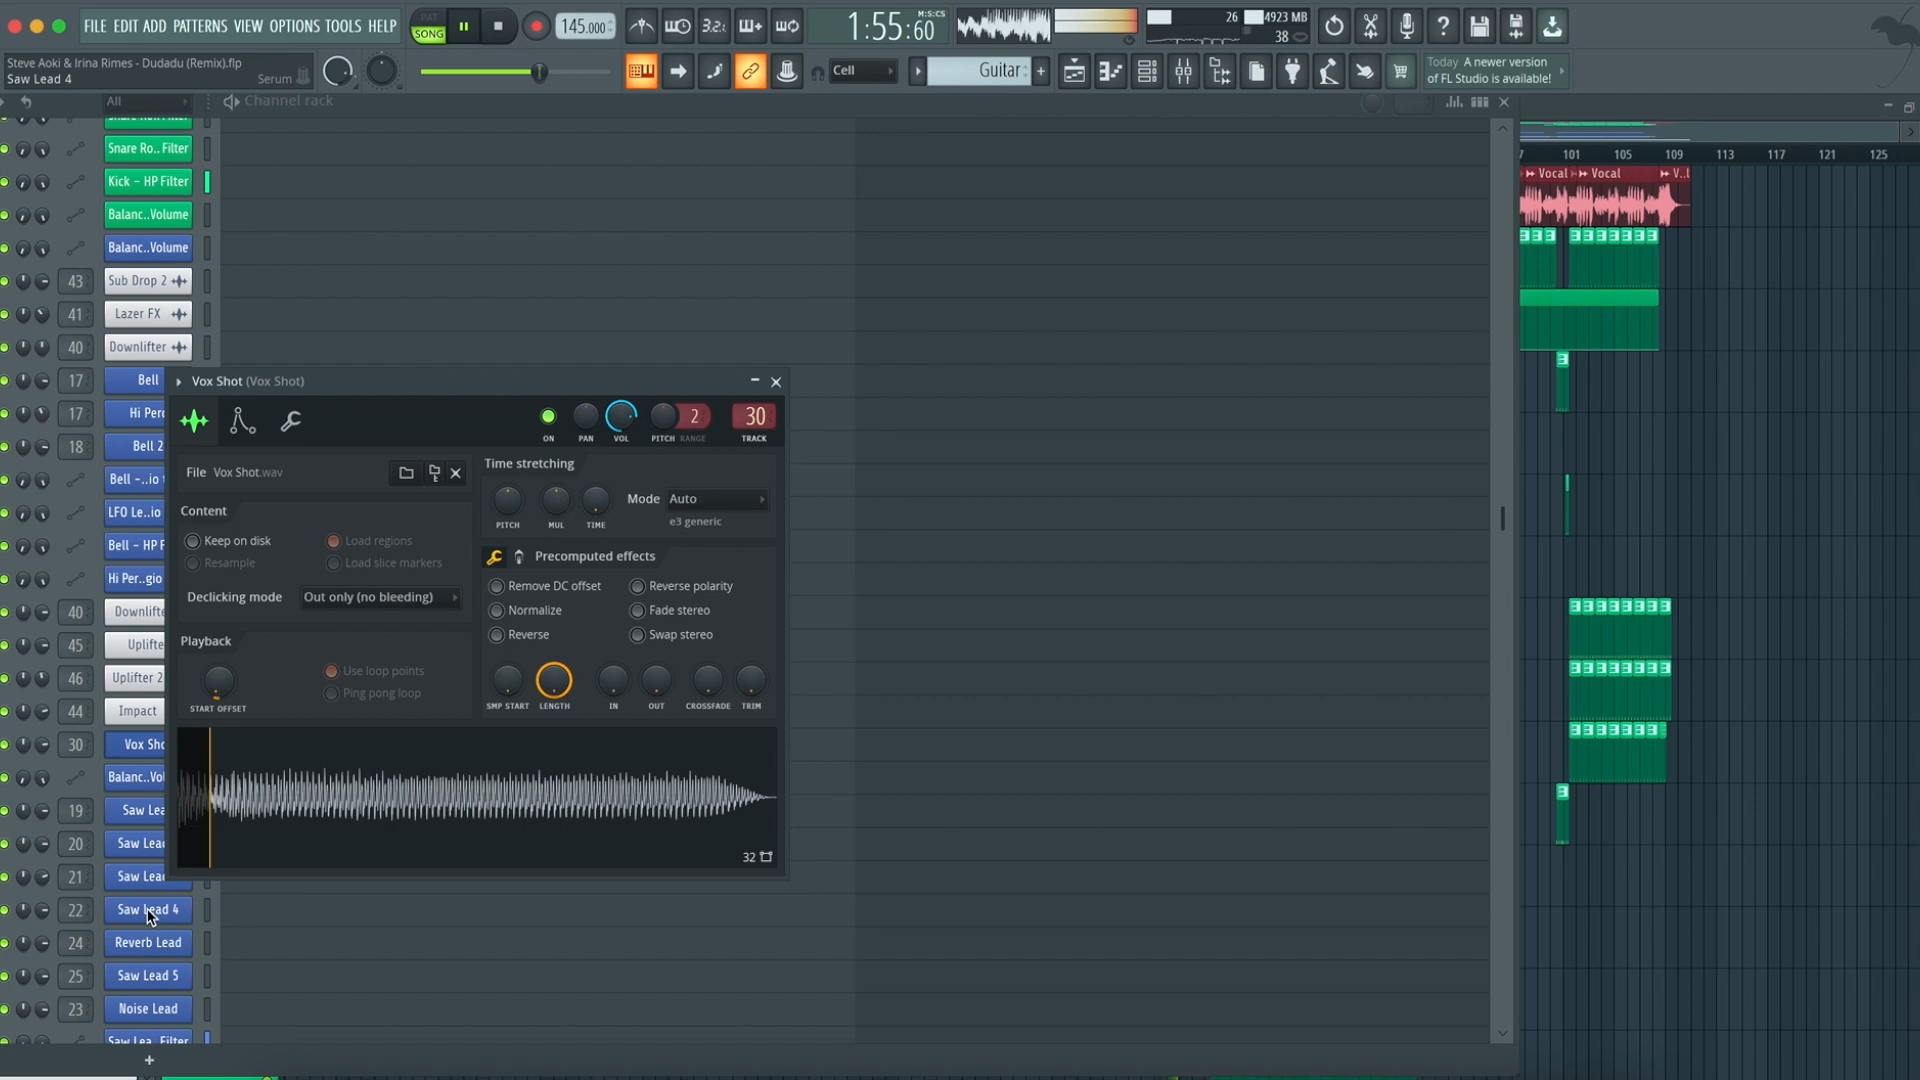 FILE EDIT ADD PATTERNS VIEW OPTIONS TOOLS HELP
PAT
SONG
145.000
3.2.
1:55:60
M:S:CS
26
4923 MB
38
Steve Aoki & Irina Rimes - Dudadu (Remix).flp
Saw Lead 4
Serum
Cell
Guitar
Today A newer version
of FL Studio is available!
All
Channel rack
Snare Ro.. Filter
Kick - HP Filter
Balanc..Volume
Balanc..Volume
43 Sub Drop 2
41 Lazer FX
40 Downlifter
17 Bell
17 Hi Perc
18 Bell 2
Bell -..io
LFO Le..io
Bell - HP F
Hi Per..gio
40 Downlifte
45 Uplifte
46 Uplifter 2
44 Impact
30 Vox Sho
Balanc..Vol
19 Saw Lea
20 Saw Lead
21 Saw Lead
22 Saw Lead 4
24 Reverb Lead
25 Saw Lead 5
23 Noise Lead
Saw Lea..Filter
+
Vox Shot (Vox Shot)
2
30
ON PAN VOL PITCH RANGE TRACK
File Vox Shot.wav
Content
Keep on disk
Load regions
Resample
Load slice markers
Declicking mode Out only (no bleeding)
Playback
Use loop points
Ping pong loop
START OFFSET
Time stretching
PITCH MUL TIME
Mode Auto
e3 generic
Precomputed effects
Remove DC offset
Reverse polarity
Normalize
Fade stereo
Reverse
Swap stereo
SMP START LENGTH IN OUT CROSSFADE TRIM
32
101 105 109 113 117 121 125
Vocal Vocal V..l